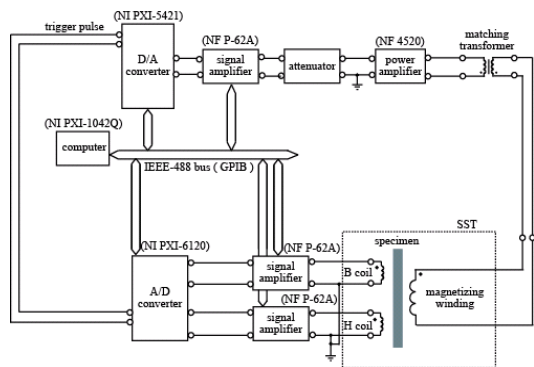 (NI PXI-5421)
trigger pulse
D/A
converter
(NF P-62A)
signal
amplifier
attenuator
(NF 4520)
power
amplifier
matching
transformer
(NI PXI-1042Q)
computer
IEEE-488 bus ( GPIB )
(NI PXI-6120)
A/D
converter
(NF P-62A)
signal
amplifier
(NF P-62A)
signal
amplifier
SST
specimen
B coil
H coil
magnetizing
winding